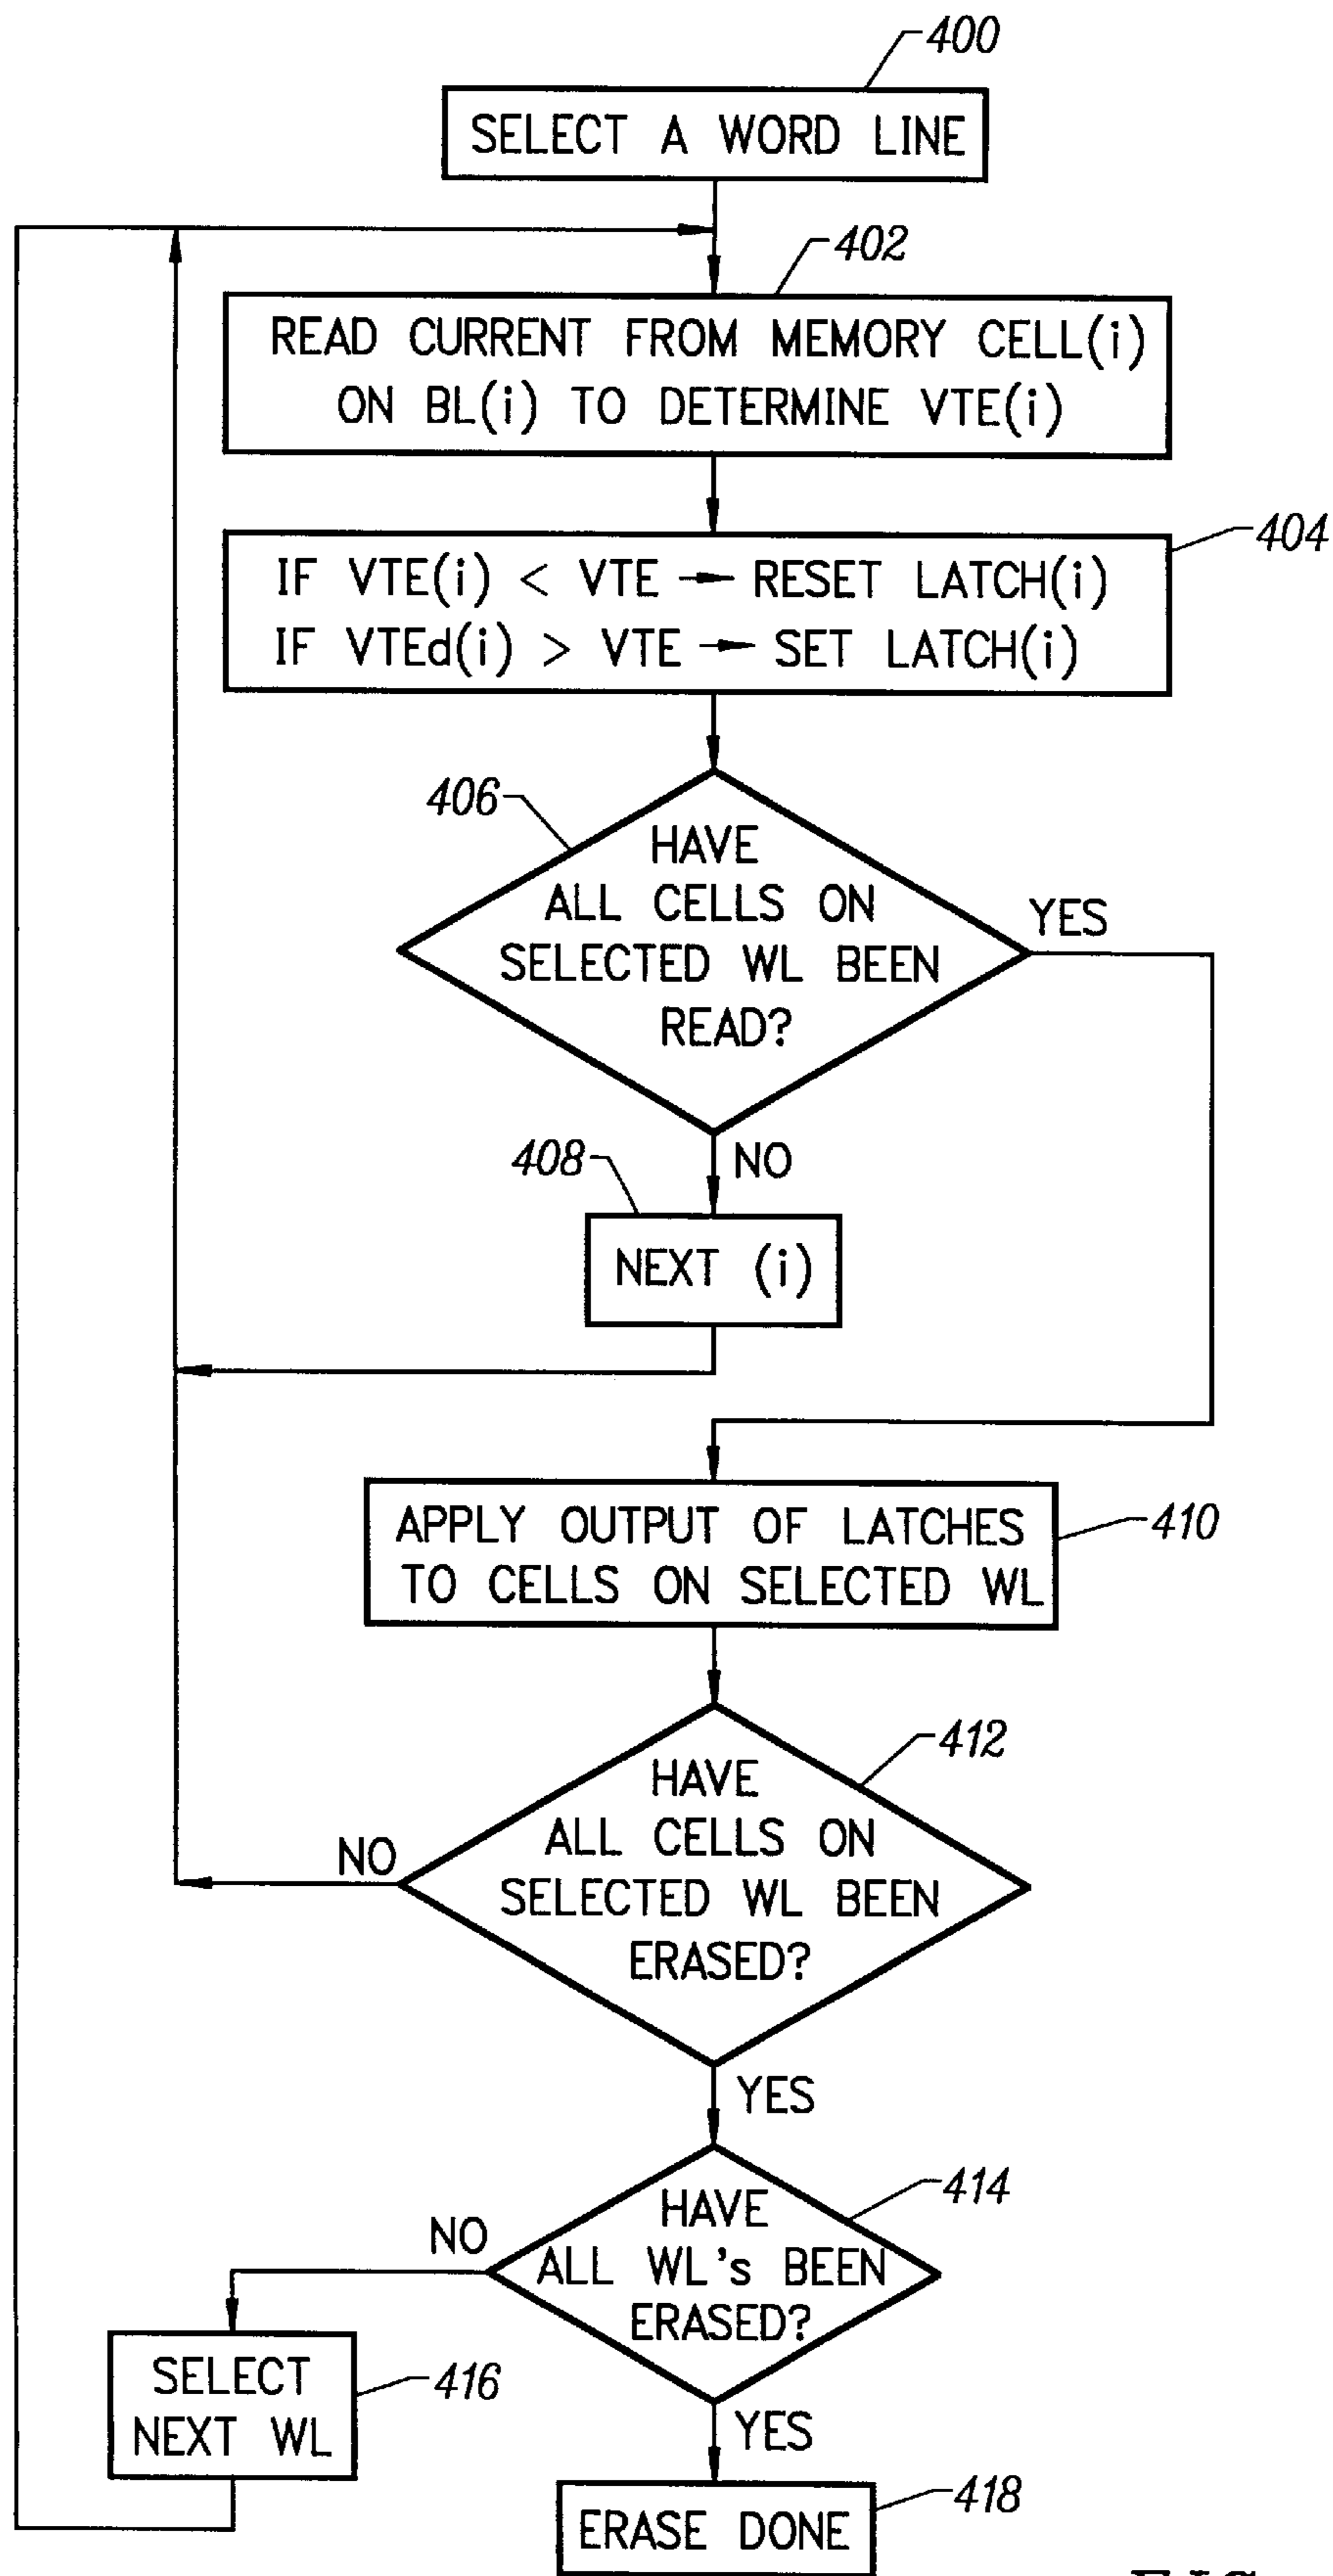 400
SELECT A WORD LINE
402
READ CURRENT FROM MEMORY CELL(i)
ON BL(i) TO DETERMINE VTE(i)
404
IF VTE(i) < VTE → RESET LATCH(i)
IF VTEd(i) > VTE → SET LATCH(i)
406
HAVE
ALL CELLS ON
SELECTED WL BEEN
READ?
YES
NO
408
NEXT (i)
APPLY OUTPUT OF LATCHES
TO CELLS ON SELECTED WL
410
412
HAVE
ALL CELLS ON
SELECTED WL BEEN
ERASED?
NO
YES
414
HAVE
ALL WL's BEEN
ERASED?
NO
SELECT
NEXT WL
416
YES
ERASE DONE
418